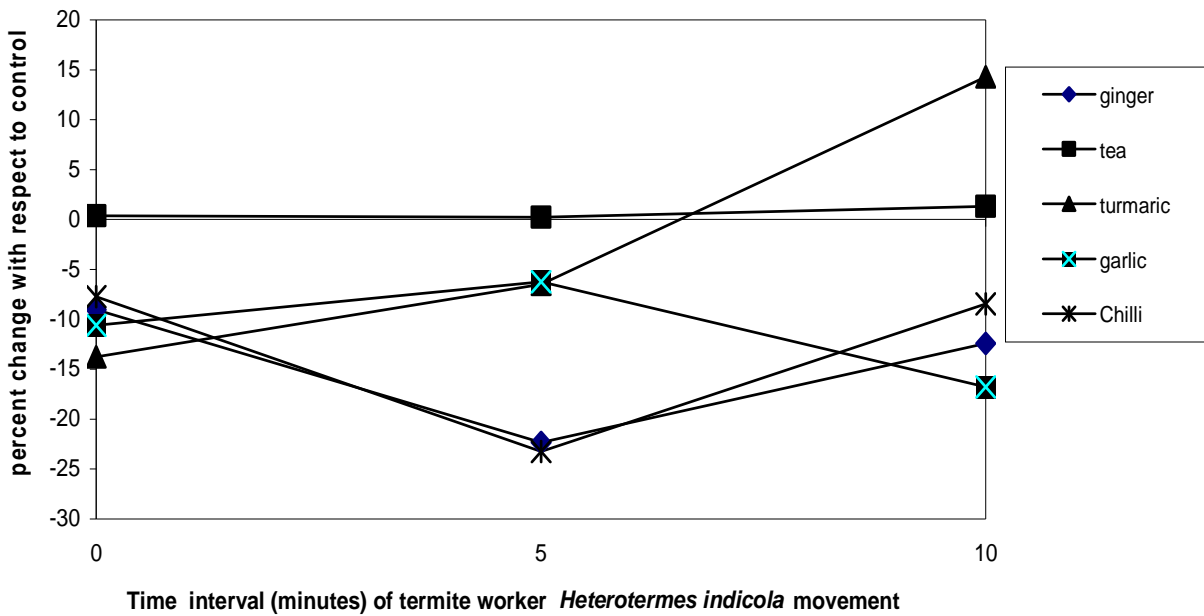 percent change with respect to control
20
15
10
5
0
-5
-10
-15
-20
-25
-30
0 5 10
Time interval (minutes) of termite worker Heterotermes indicola movement
ginger
tea
turmaric
garlic
Chilli